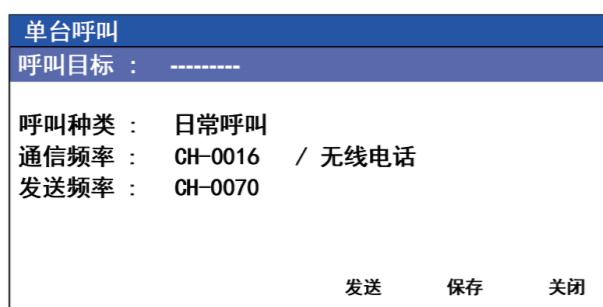 单台呼叫
呼叫目标 : ---------
呼叫种类 : 日常呼叫
通信频率 : CH-0016 / 无线电话
发送频率 : CH-0070
发送 保存 关闭